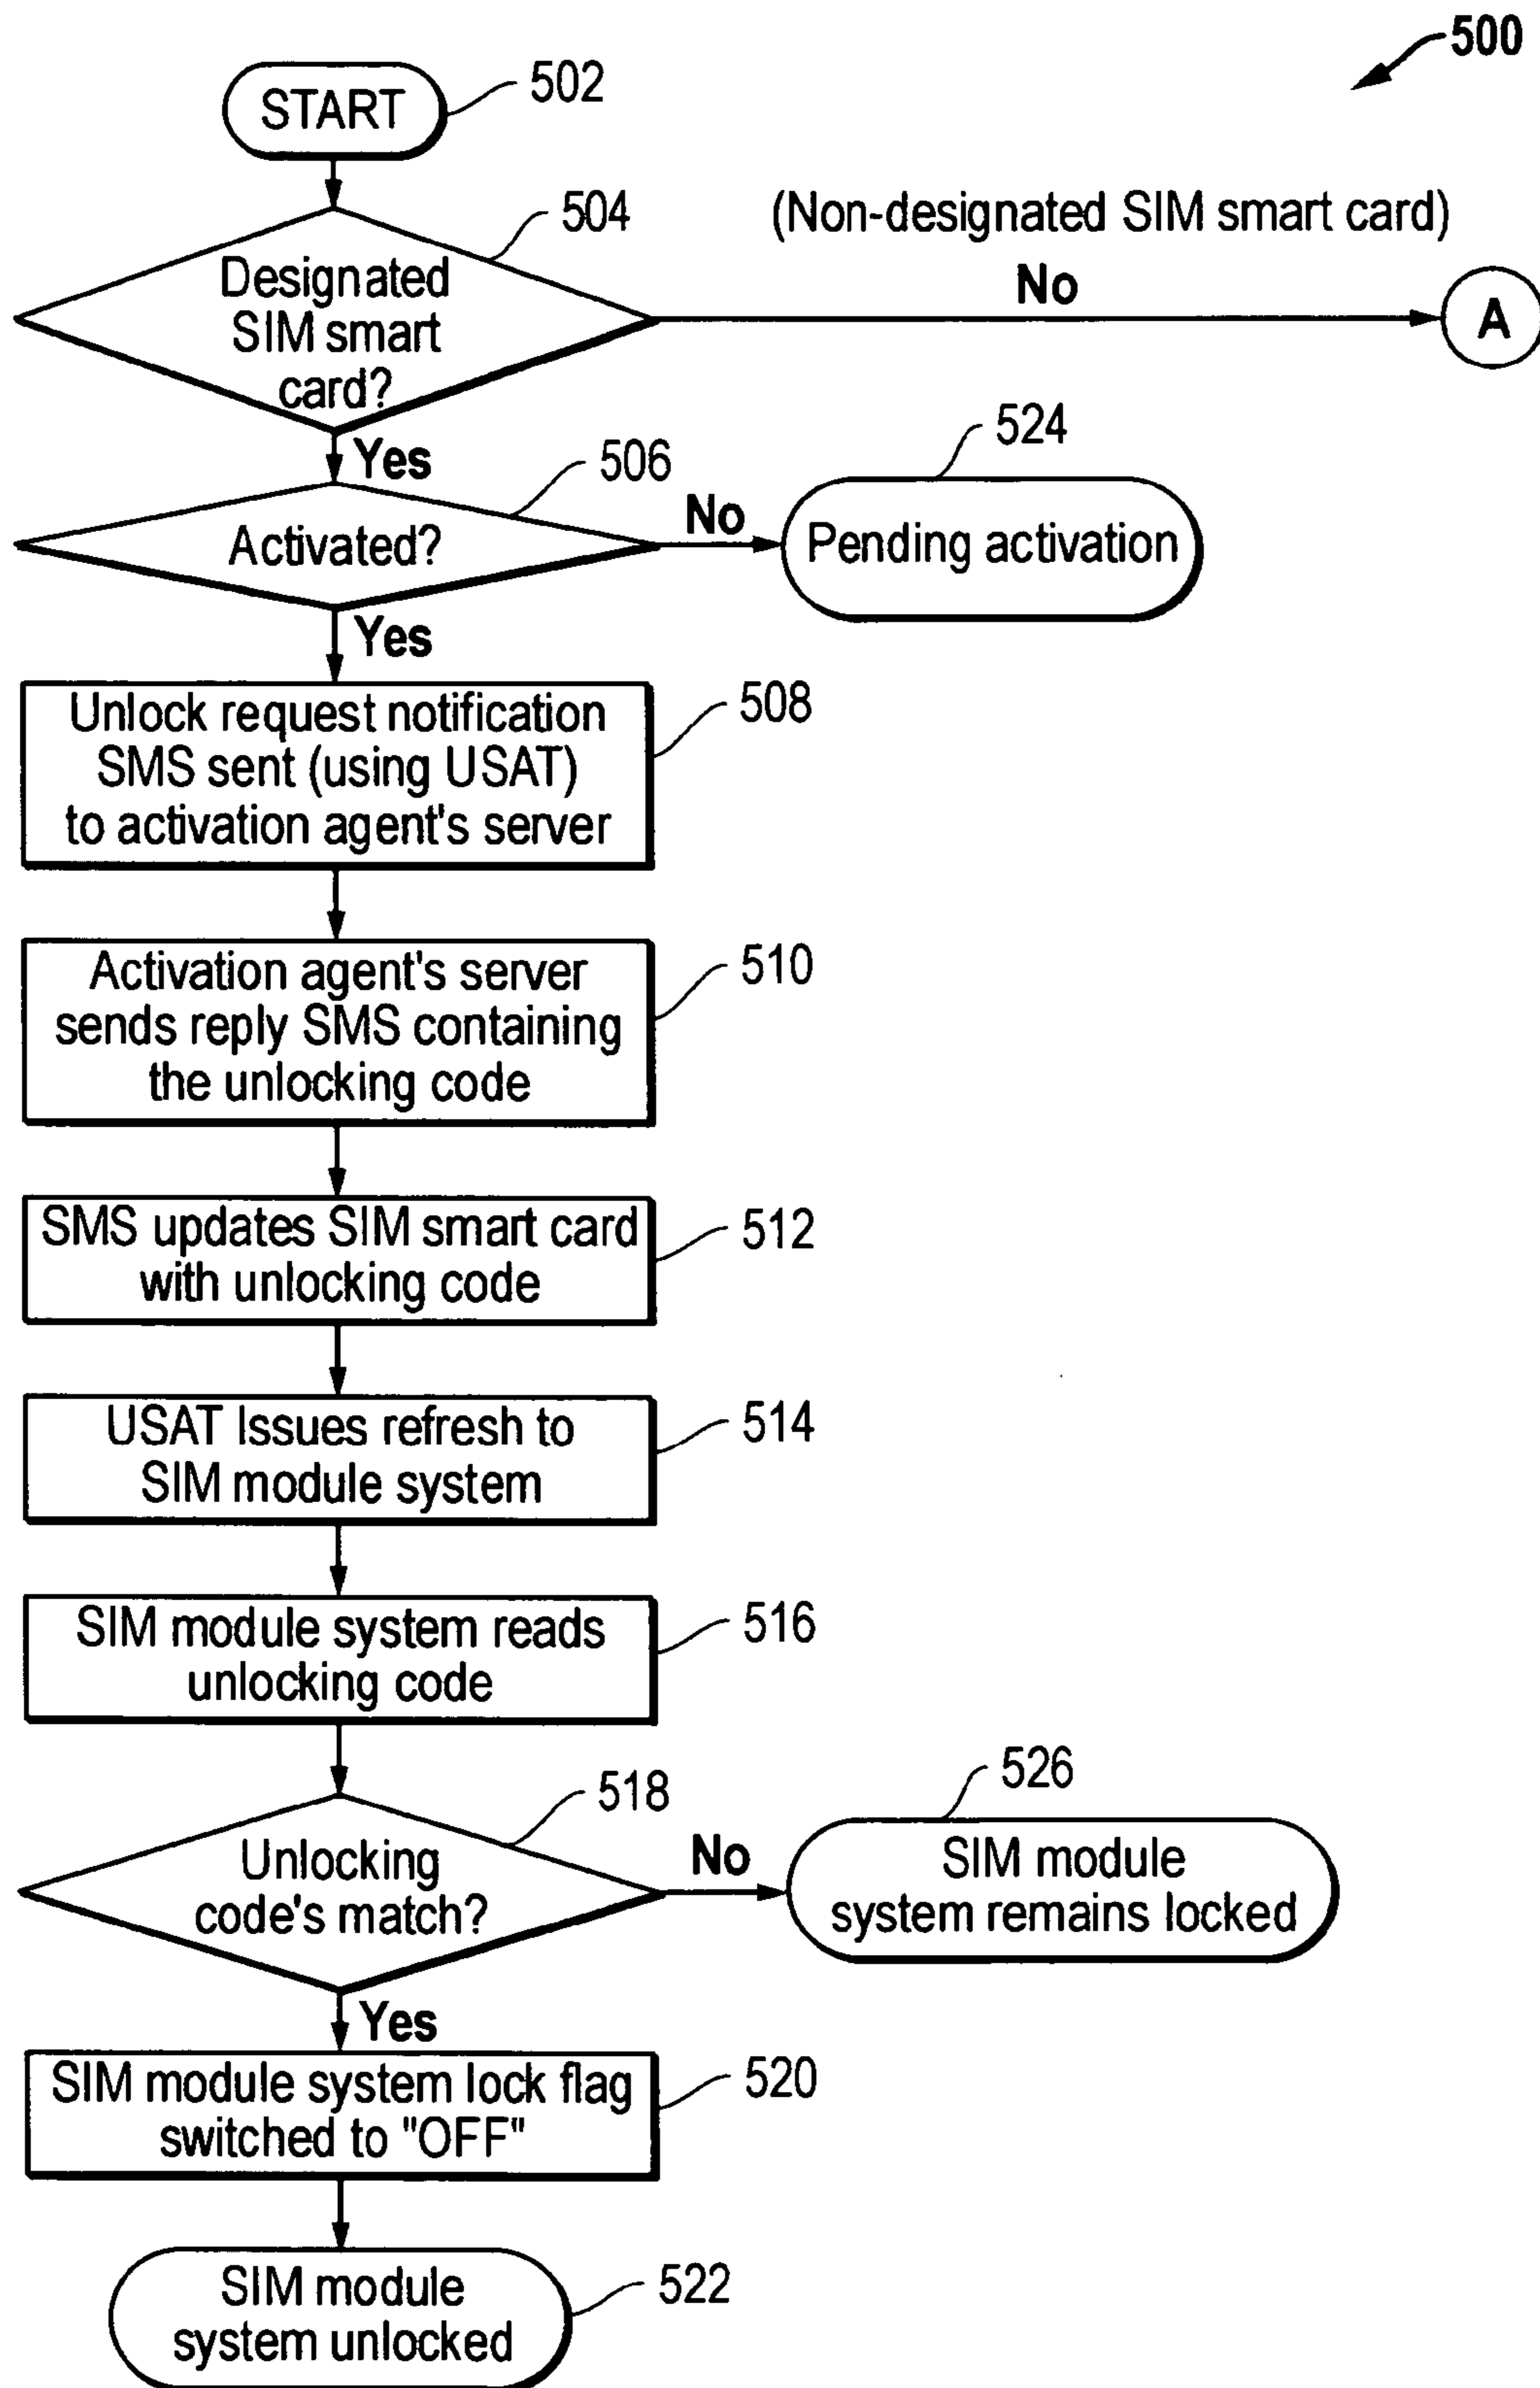 500
START
502
504
(Non-designated SIM smart card)
Designated
SIM smart
card?
No
A
Yes
506
524
Activated?
No
Pending activation
Yes
Unlock request notification
SMS sent (using USAT)
to activation agent's server
508
Activation agent's server
sends reply SMS containing
the unlocking code
510
SMS updates SIM smart card
with unlocking code
512
USAT Issues refresh to
SIM module system
514
SIM module system reads
unlocking code
516
518
526
Unlocking
code's match?
No
SIM module
system remains locked
Yes
SIM module system lock flag
switched to "OFF"
520
SIM module
system unlocked
522